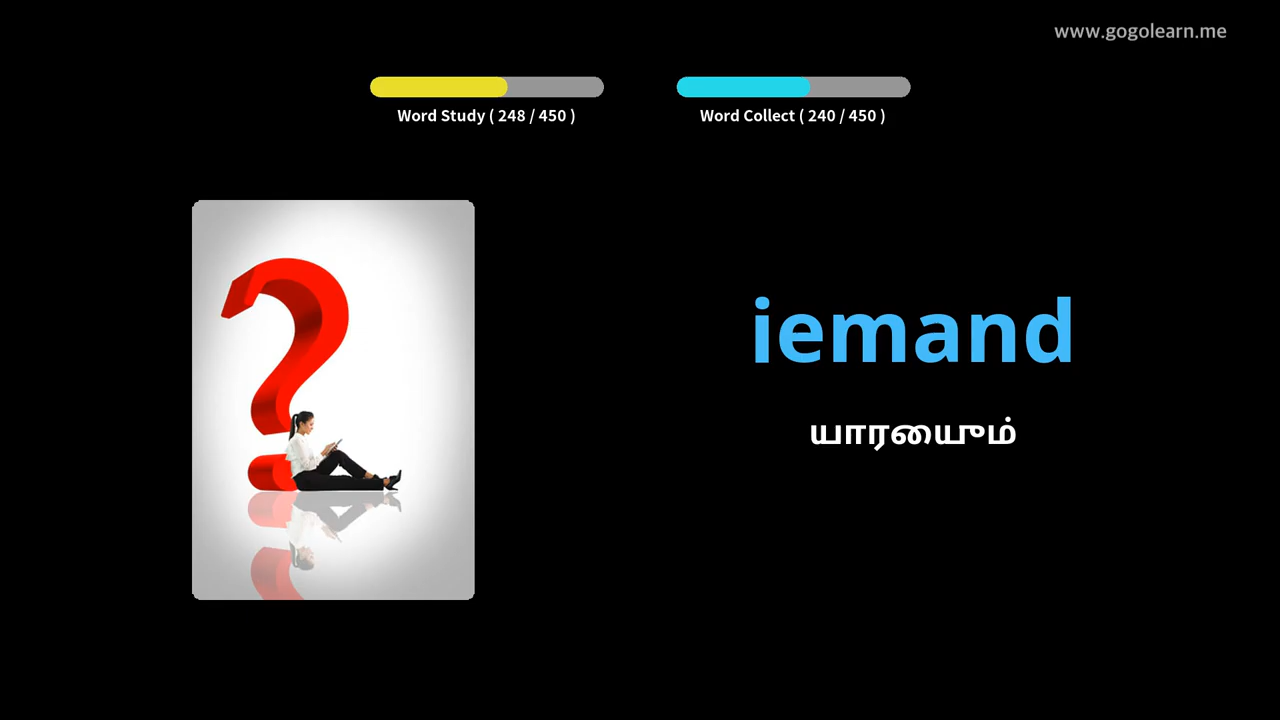 www.gogolearn.me
Word Study ( 248 / 450 )
Word Collect ( 240 / 450 )
iemand
யாரையும்